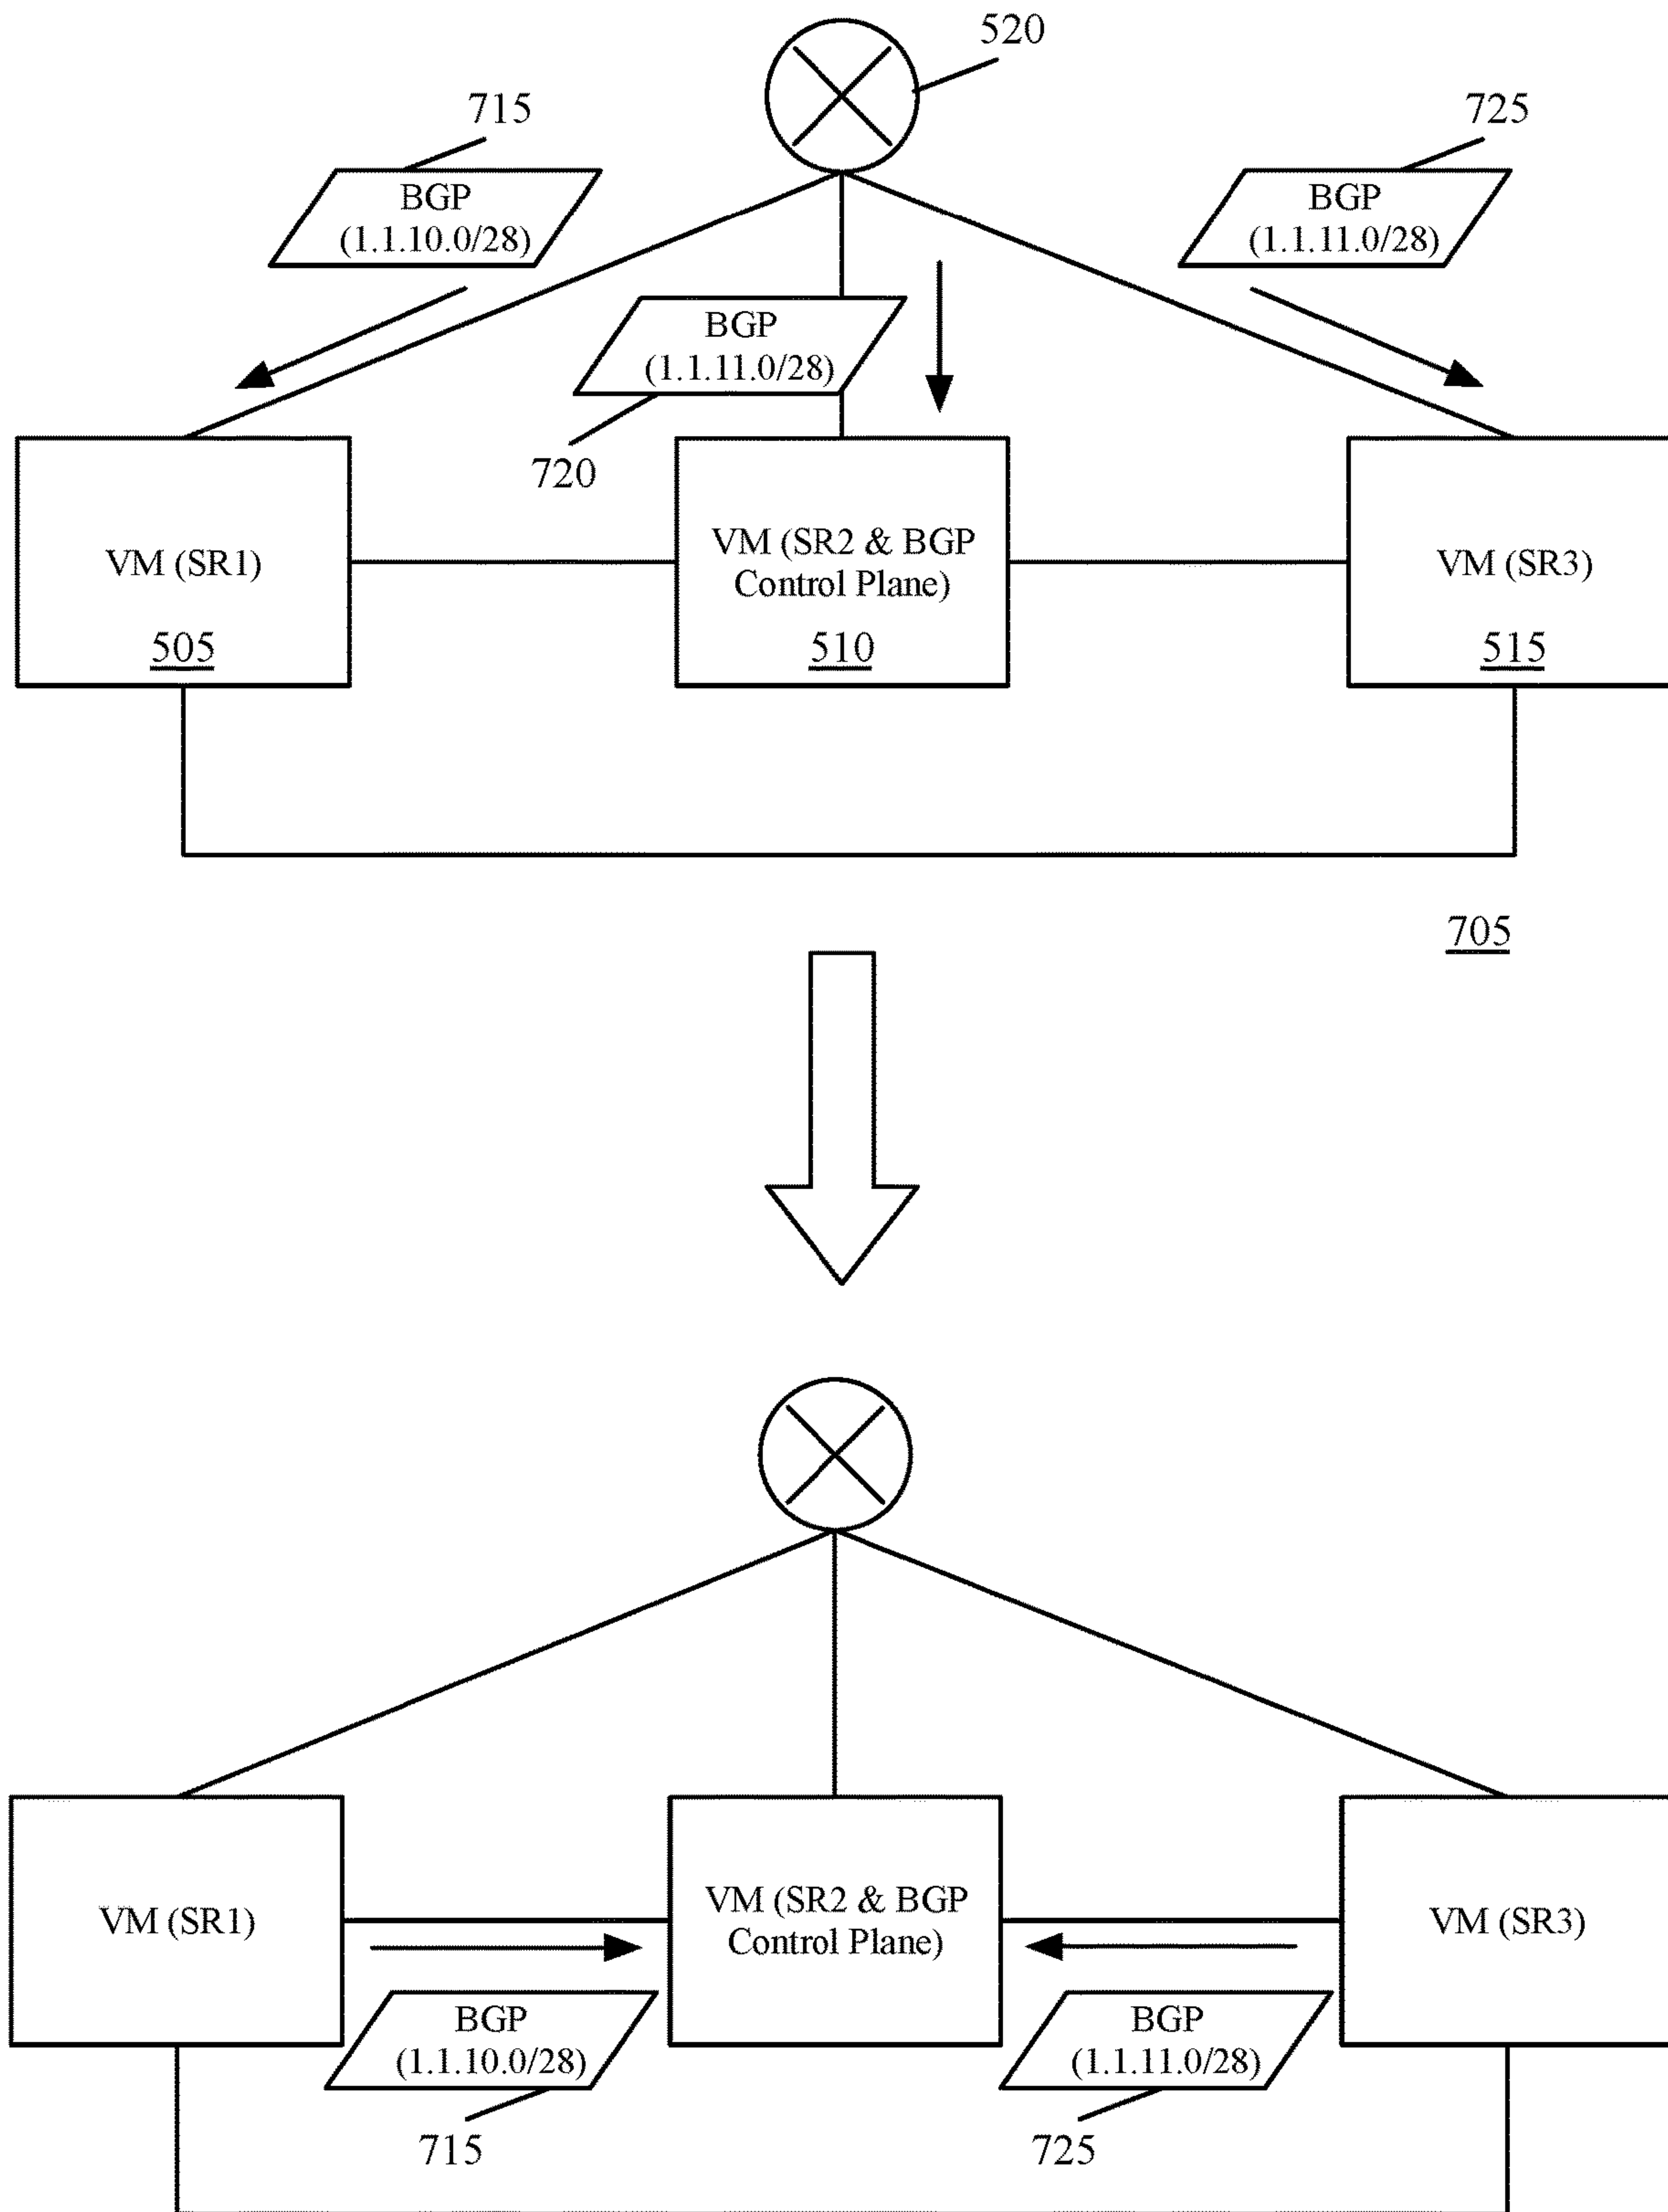 520
715
725
BGP
(1.1.10.0/28)
BGP
(1.1.11.0/28)
BGP
(1.1.11.0/28)
720
VM (SR1)
505
VM (SR2 & BGP
Control Plane)
510
VM (SR3)
515
705
VM (SR1)
VM (SR2 & BGP
Control Plane)
VM (SR3)
BGP
(1.1.10.0/28)
715
BGP
(1.1.11.0/28)
725